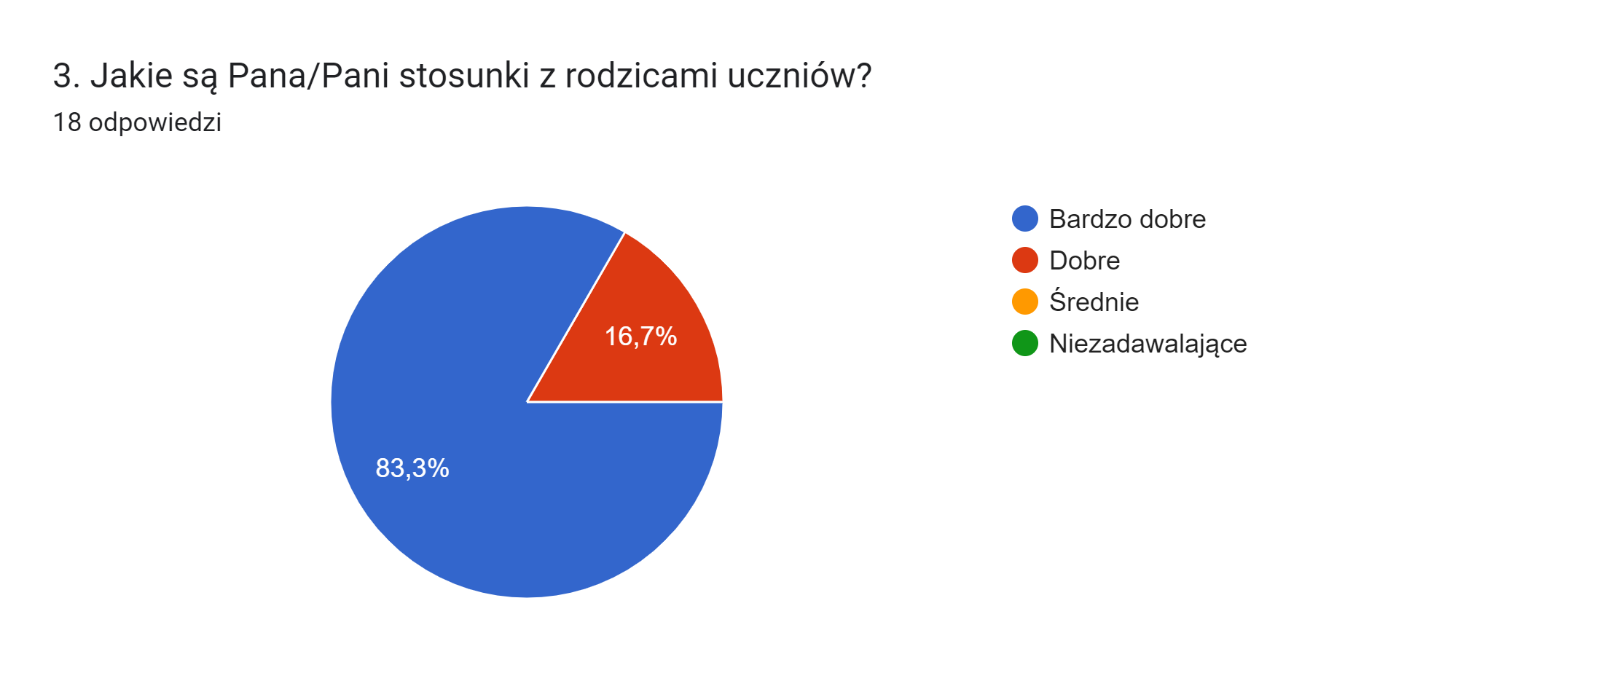 3. Jakie są Pana/Pani stosunki z rodzicami uczniów?
18 odpowiedzi
Bardzo dobre
Dobre
Średnie
Niezadawalające
16,7%
83,3%